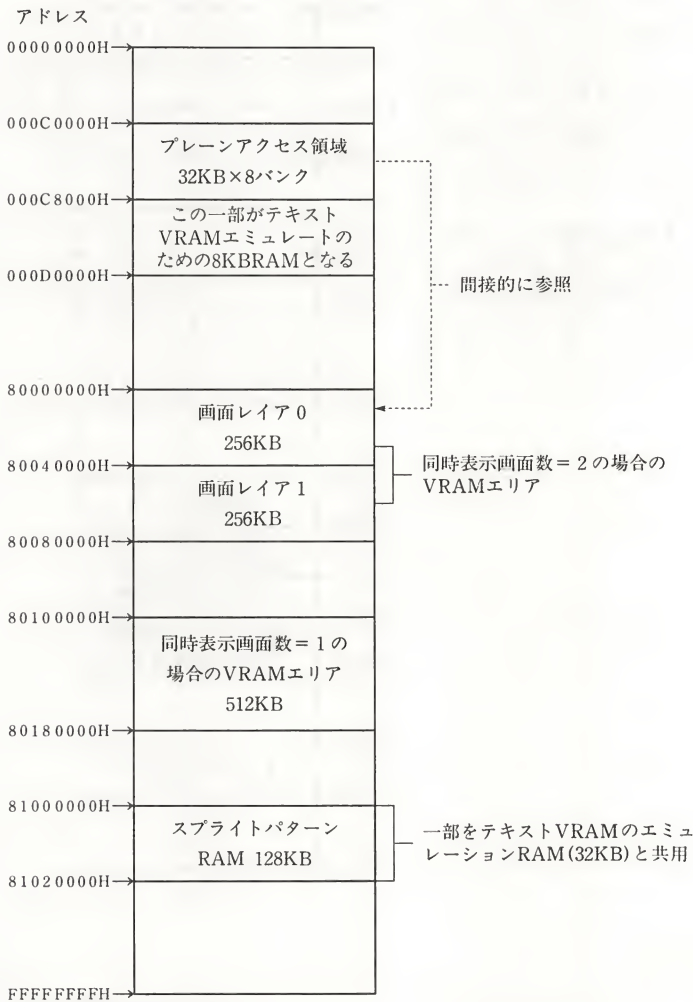 アドレス
00000000H
000C0000H
プレーンアクセス領域
32KB×8バンク
000C8000H
この一部がテキスト
VRAMエミュレートの
ための8KBRAMとなる
000D0000H
間接的に参照
80000000H
画面レイア0
256KB
80040000H
同時表示画面数=2の場合の
VRAMエリア
画面レイア1
256KB
80080000H
80100000H
同時表示画面数=1の
場合のVRAMエリア
512KB
80180000H
81000000H
スプライトパターン
RAM 128KB
一部をテキストVRAMのエミュ
レーションRAM(32KB)と共用
81020000H
FFFFFFFFH